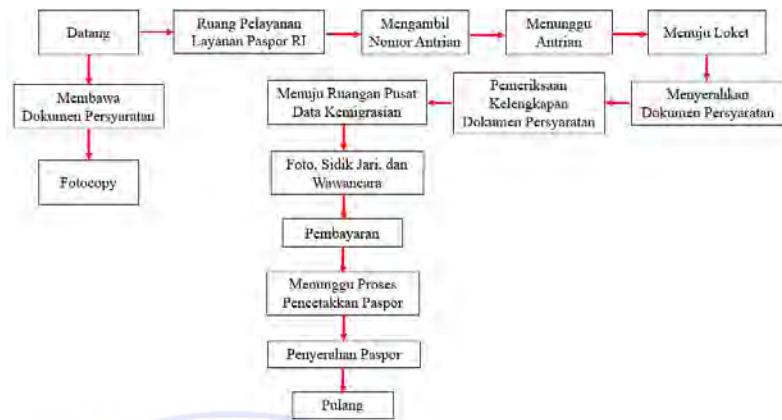 Datang
Ruang Pelayanan
Layanan Paspor RI
Mengambil
Nomor Antrian
Menunggu
Antrian
Menuju Loket
Membawa
Dokumen Persyaratan
Fotocopy
Menyerahkan
Dokumen Persyaratan
Pemeriksaan
Kelengkapan
Dokumen Persyaratan
Menuju Ruangan Pusat
Data Kemigrasian
Foto, Sidik Jari, dan
Wawancara
Pembayaran
Menunggu Proses
Pencetakkan Paspor
Penyerahan Paspor
Pulang